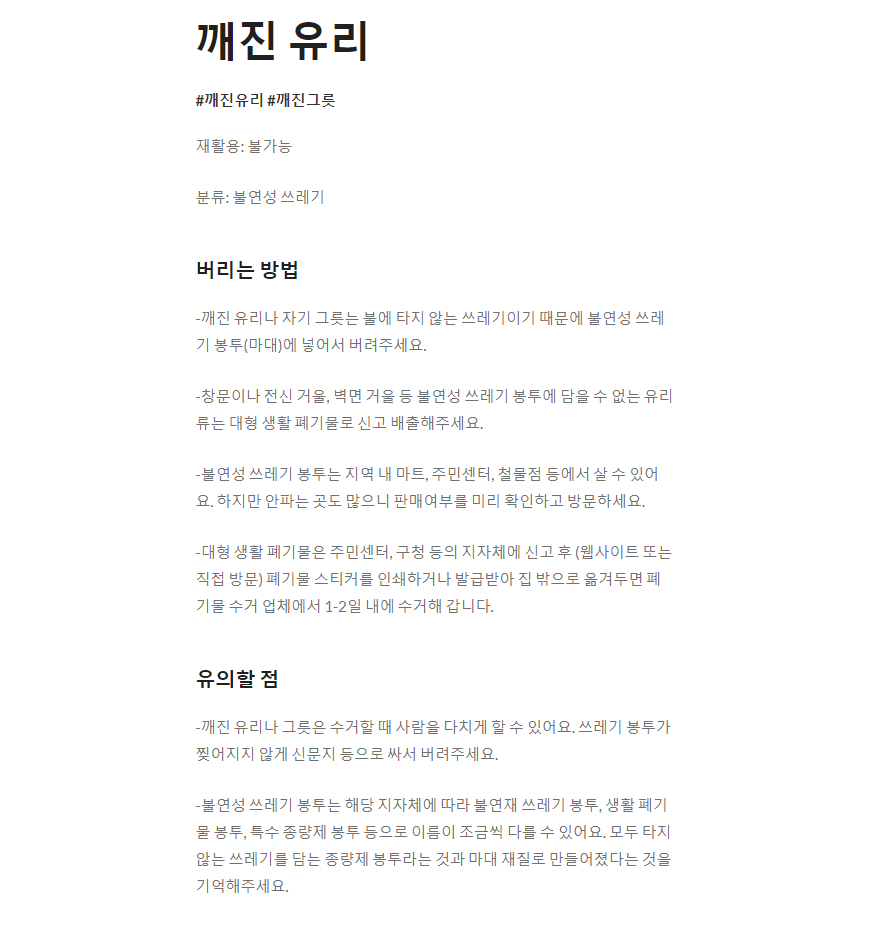 깨진 유리
#깨진유리 #깨진그릇
재활용: 불가능
분류: 불연성 쓰레기
버리는 방법
-깨진 유리나 자기 그릇는 불에 타지 않는 쓰레기이기 때문에 불연성 쓰레
기 봉투(마대)에 넣어서 버려주세요.
-창문이나 전신 거울, 벽면 거울 등 불연성 쓰레기 봉투에 담을 수 없는 유리
류는 대형 생활 폐기물로 신고 배출해주세요.
-불연성 쓰레기 봉투는 지역 내 마트, 주민센터, 철물점 등에서 살 수 있어
요. 하지만 안파는 곳도 많으니 판매여부를 미리 확인하고 방문하세요.
-대형 생활 폐기물은 주민센터, 구청 등의 지자체에 신고 후 (웹사이트 또는
직접 방문) 폐기물 스티커를 인쇄하거나 발급받아 집 밖으로 옮겨두면 폐
기물 수거 업체에서 1-2일 내에 수거해 갑니다.
유의할 점
-깨진 유리나 그릇은 수거할 때 사람을 다치게 할 수 있어요. 쓰레기 봉투가
찢어지지 않게 신문지 등으로 싸서 버려주세요.
-불연성 쓰레기 봉투는 해당 지자체에 따라 불연재 쓰레기 봉투, 생활 폐기
물 봉투, 특수 종량제 봉투 등으로 이름이 조금씩 다를 수 있어요. 모두 타지
않는 쓰레기를 담는 종량제 봉투라는 것과 마대 재질로 만들어졌다는 것을
기억해주세요.